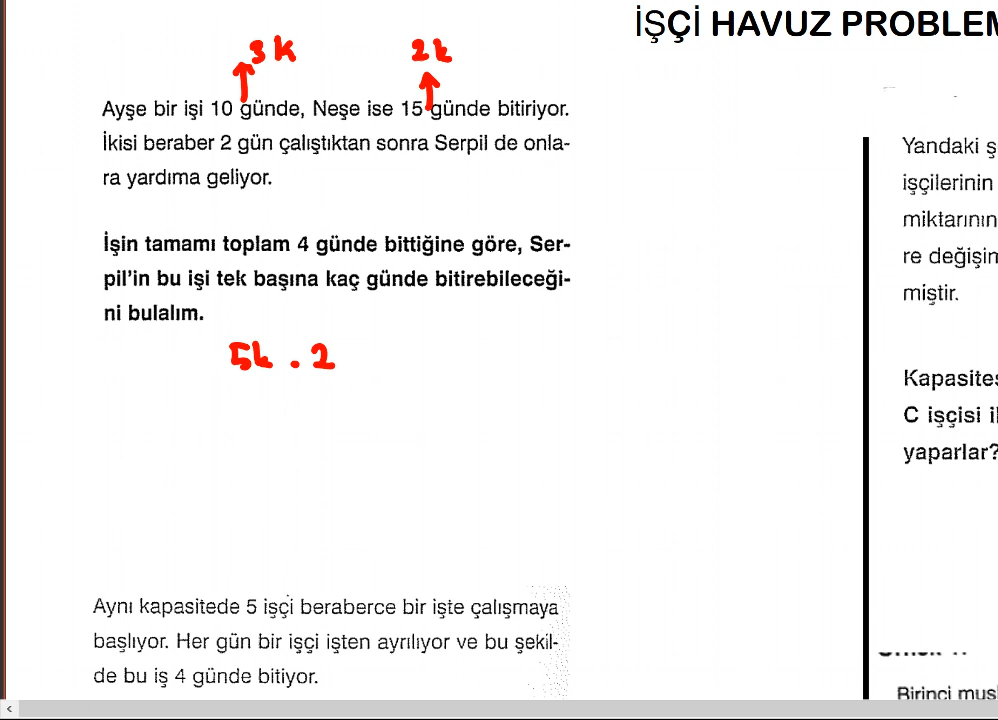 İŞÇİ HAVUZ PROBLEM
3k 2k
Ayşe bir işi 10 günde, Neşe ise 15 günde bitiriyor.
İkisi beraber 2 gün çalıştıktan sonra Serpil de onla-
ra yardıma geliyor.
İşin tamamı toplam 4 günde bittiğine göre, Ser-
pil'in bu işi tek başına kaç günde bitirebileceği-
ni bulalım.
5k . 2
Aynı kapasitede 5 işçi beraberce bir işte çalışmaya
başlıyor. Her gün bir işçi işten ayrılıyor ve bu şekil-
de bu iş 4 günde bitiyor.
Yandaki ş
işçilerinin
miktarının
re değişim
miştir.
Kapasites
C işçisi il
yaparlar?
Birinci mus